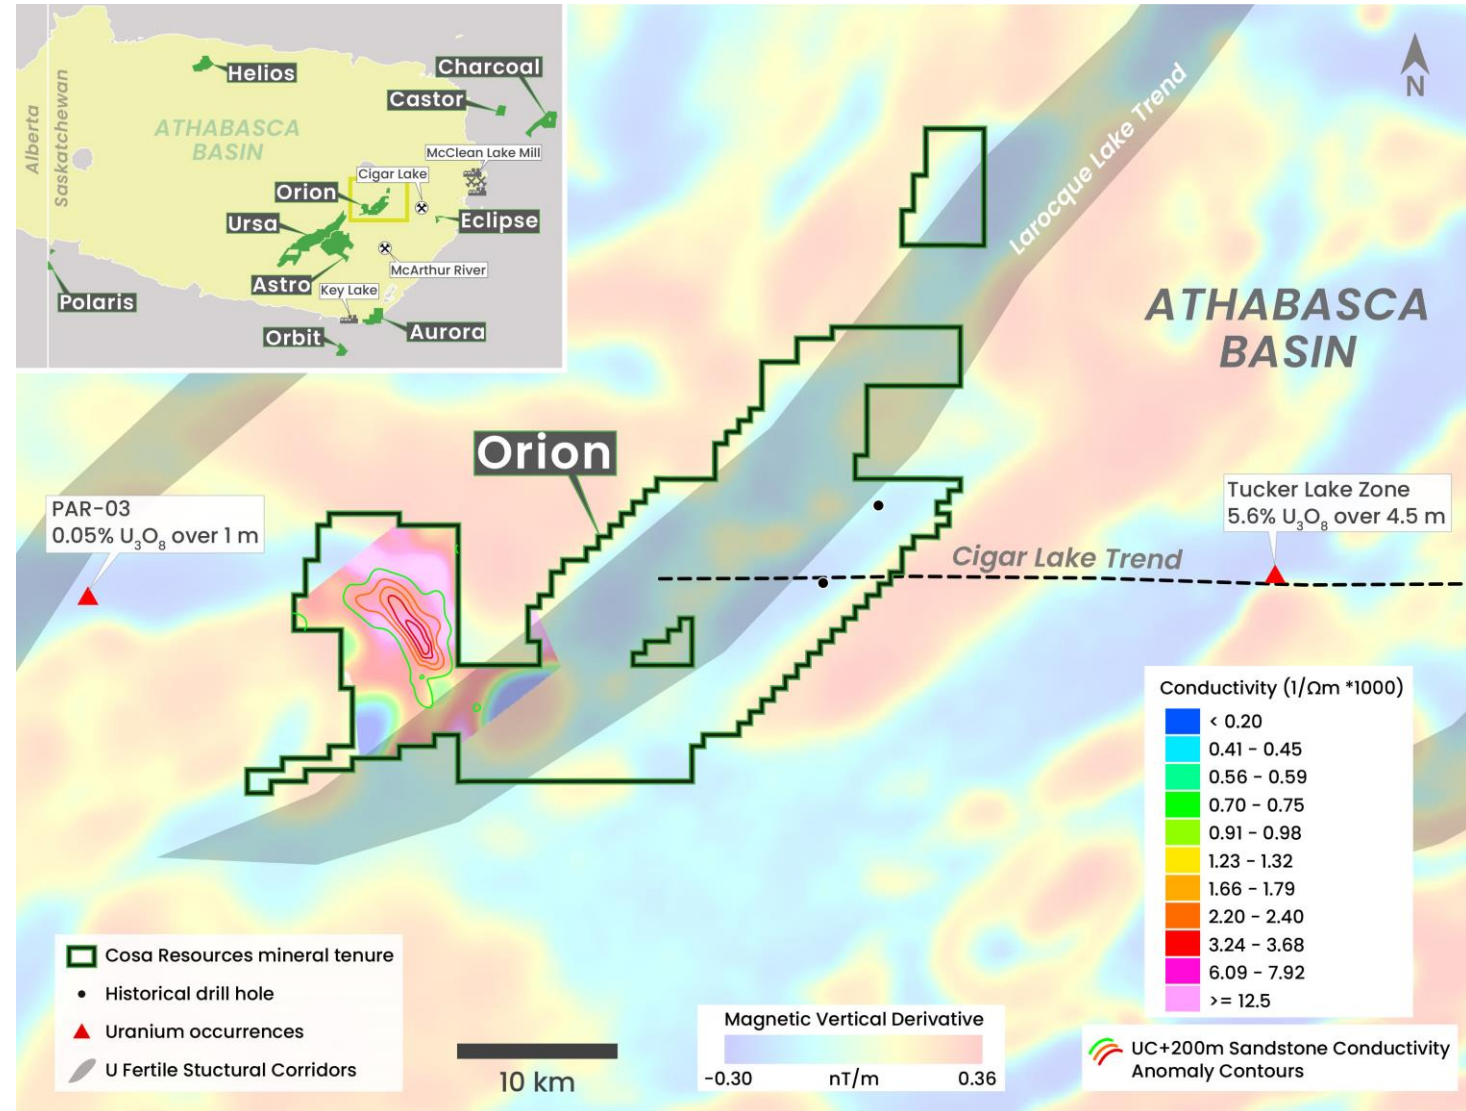 Alberta
Saskatchewan
Helios
Charcoal
Castor
ATHABASCA
BASIN
McClean Lake Mill
Cigar Lake
Orion
Ursa
Eclipse
McArthur River
Astro
Key Lake
Polaris
Orbit
Aurora
N
Larocque Lake Trend
ATHABASCA
BASIN
Orion
PAR-03
0.05% U₃O₈ over 1 m
Tucker Lake Zone
5.6% U₃O₈ over 4.5 m
Cigar Lake Trend
Conductivity (1/Ωm *1000)
< 0.20
0.41 - 0.45
0.56 - 0.59
0.70 - 0.75
0.91 - 0.98
1.23 - 1.32
1.66 - 1.79
2.20 - 2.40
3.24 - 3.68
6.09 - 7.92
>= 12.5
UC+200m Sandstone Conductivity
Anomaly Contours
Cosa Resources mineral tenure
Historical drill hole
Uranium occurrences
U Fertile Stuctural Corridors
10 km
Magnetic Vertical Derivative
-0.30 nT/m 0.36